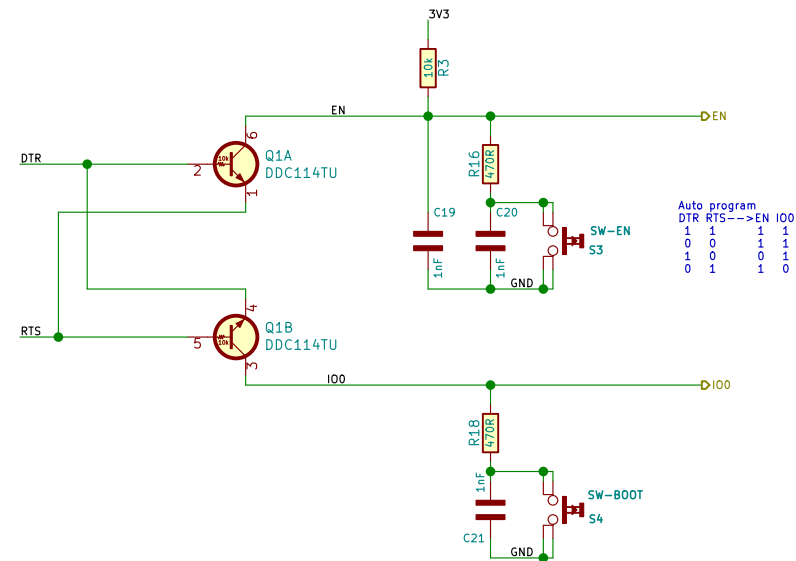 3V3
10k
R3
EN
EN
6
DTR
10k
Q1A
DDC114TU
2
1
R16
470R
C19
C20
1nF
1nF
SW-EN
S3
GND
Auto program
DTR RTS-->EN IO0
1 1 1 1
0 0 1 1
1 0 0 1
0 1 1 0
4
RTS
10k
Q1B
DDC114TU
5
3
IO0
IO0
R18
470R
1nF
C21
SW-BOOT
S4
GND